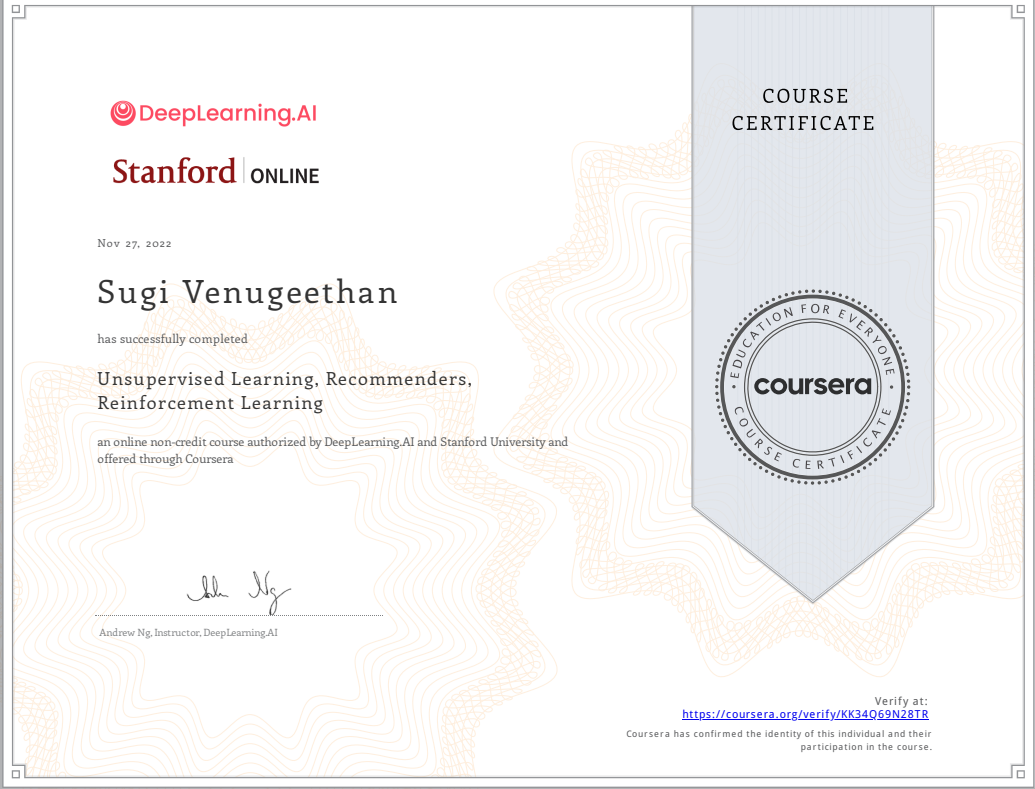 DeepLearning.AI
Stanford | ONLINE
COURSE
CERTIFICATE
Nov 27, 2022
Sugi Venugeethan
has successfully completed
Unsupervised Learning, Recommenders,
Reinforcement Learning
an online non-credit course authorized by DeepLearning.AI and Stanford University and
offered through Coursera
EDUCATION FOR EVERYONE
coursera
COURSE CERTIFICATE
Andrew Ng, Instructor, DeepLearning.AI
Verify at:
https://coursera.org/verify/KK34Q69N28TR
Coursera has confirmed the identity of this individual and their
participation in the course.